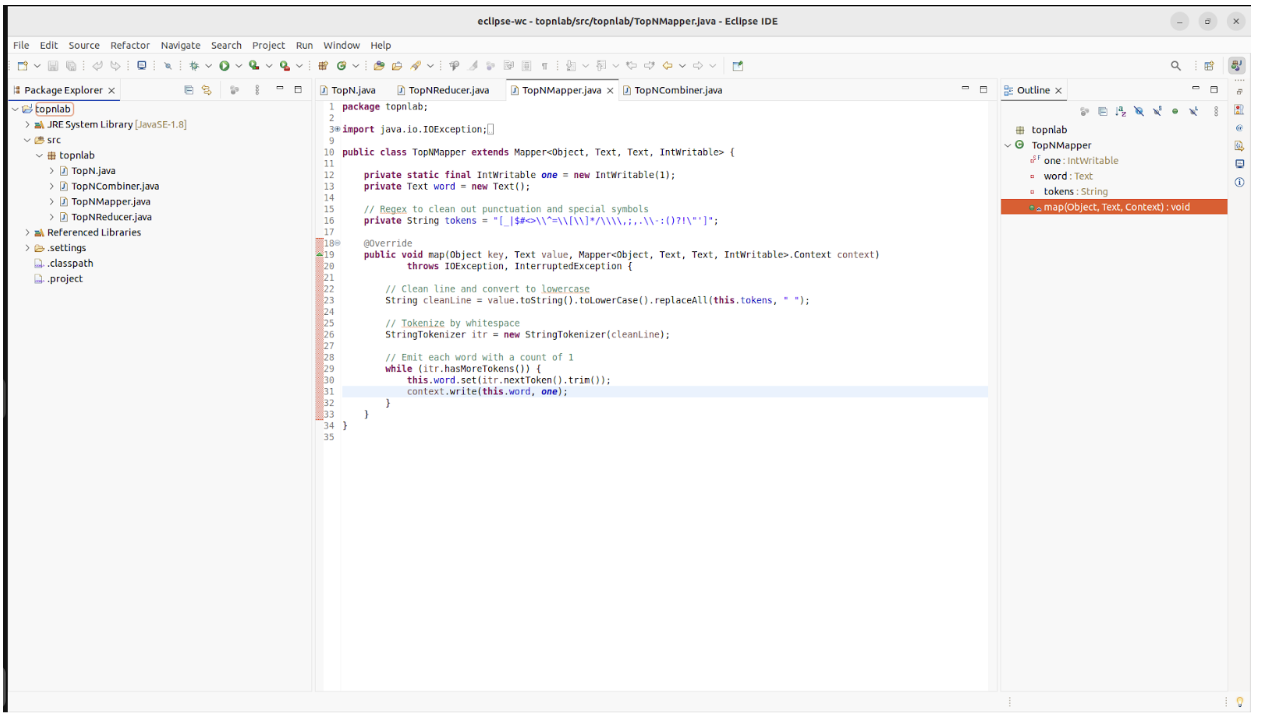 eclipse-wc - topnlab/src/topnlab/TopNMapper.java - Eclipse IDE
File Edit Source Refactor Navigate Search Project Run Window Help
Package Explorer
topnlab
JRE System Library [JavaSE-1.8]
src
topnlab
TopN.java
TopNCombiner.java
TopNMapper.java
TopNReducer.java
Referenced Libraries
.settings
.classpath
.project
TopN.java TopNReducer.java TopNMapper.java TopNCombiner.java
1 package topnlab;
2
3 import java.io.IOException;
9
10 public class TopNMapper extends Mapper<Object, Text, Text, IntWritable> {
11
12     private static final IntWritable one = new IntWritable(1);
13     private Text word = new Text();
14
15     // Regex to clean out punctuation and special symbols
16     private String tokens = "[_|$#<>\\^=\\[\\]*/\\\\,;,.\\-:()?!\"']";
17
18     @Override
19     public void map(Object key, Text value, Mapper<Object, Text, Text, IntWritable>.Context context)
20             throws IOException, InterruptedException {
21
22         // Clean line and convert to lowercase
23         String cleanLine = value.toString().toLowerCase().replaceAll(this.tokens, " ");
24
25         // Tokenize by whitespace
26         StringTokenizer itr = new StringTokenizer(cleanLine);
27
28         // Emit each word with a count of 1
29         while (itr.hasMoreTokens()) {
30             this.word.set(itr.nextToken().trim());
31             context.write(this.word, one);
32         }
33     }
34 }
35
Outline
topnlab
TopNMapper
one : IntWritable
word : Text
tokens : String
map(Object, Text, Context) : void